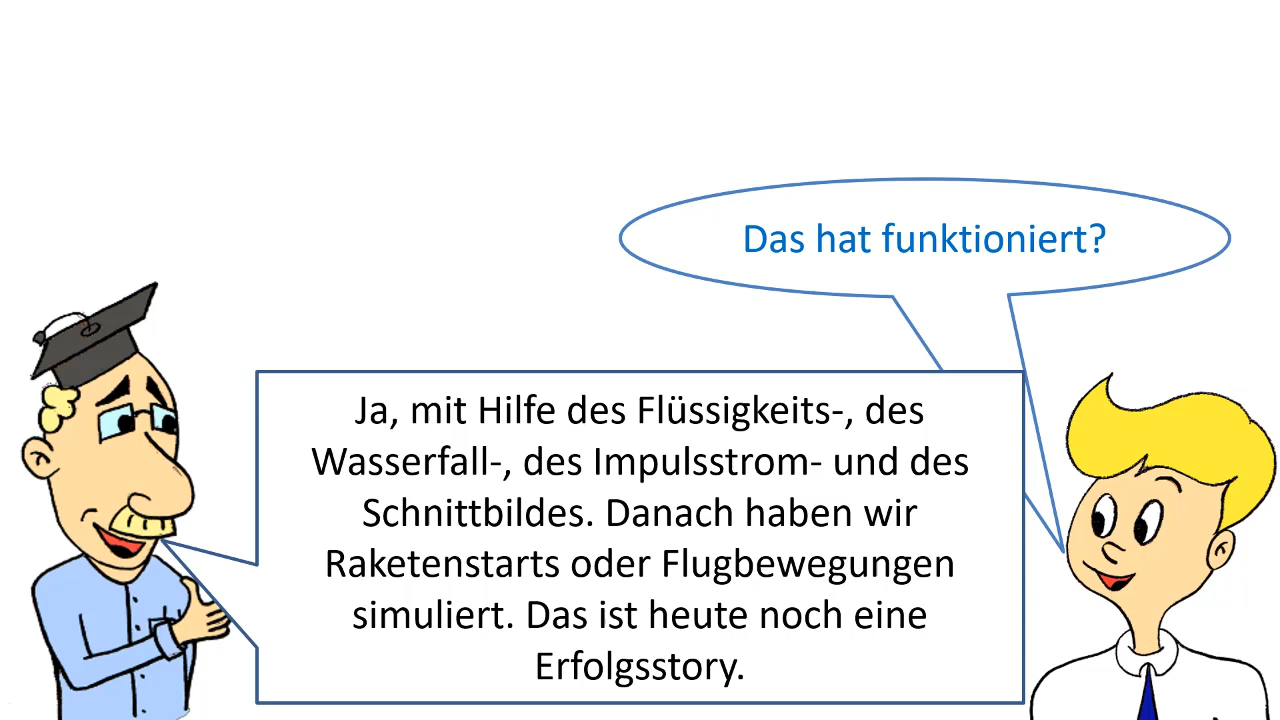 Das hat funktioniert?
Ja, mit Hilfe des Flüssigkeits-, des
Wasserfall-, des Impulsstrom- und des
Schnittbildes. Danach haben wir
Raketenstarts oder Flugbewegungen
simuliert. Das ist heute noch eine
Erfolgsstory.